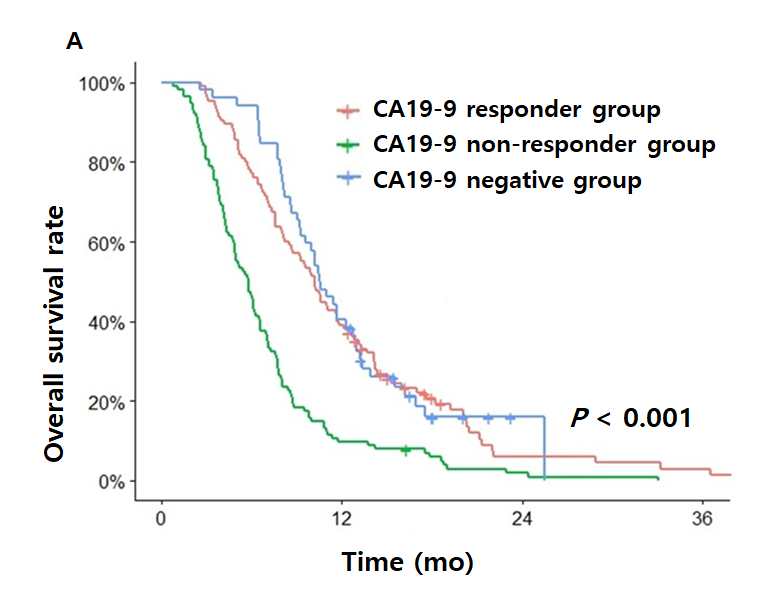 A
100%
80%
60%
40%
20%
0%
Overall survival rate
CA19-9 responder group
CA19-9 non-responder group
CA19-9 negative group
P < 0.001
0 12 24 36
Time (mo)